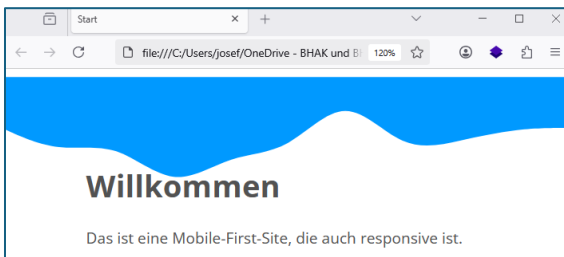 Start
file:///C:/Users/josef/OneDrive - BHAK und B
120%
Willkommen
Das ist eine Mobile-First-Site, die auch responsive ist.